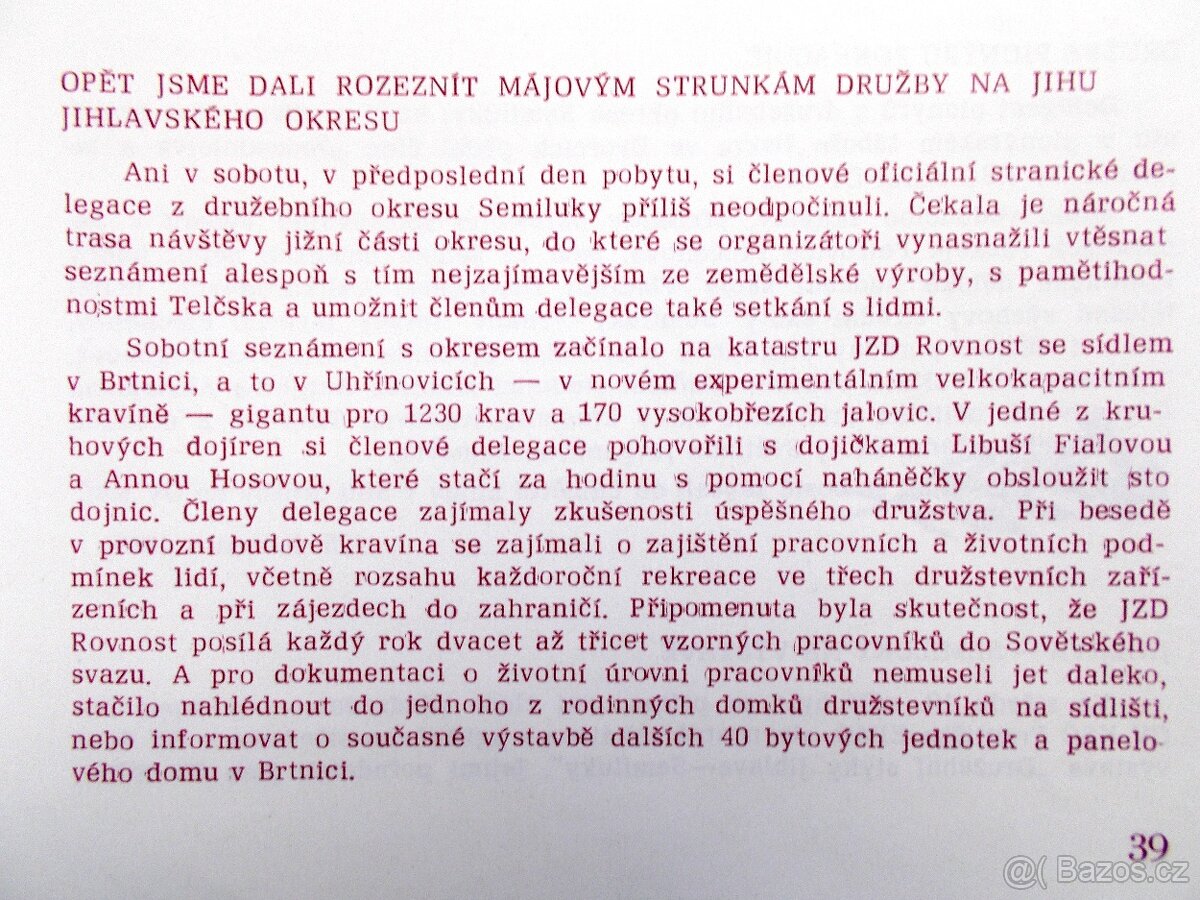 OPĚT JSME DALI ROZEZNÍT MÁJOVÝM STRUNKÁM DRUŽBY NA JIHU
JIHLAVSKÉHO OKRESU
Ani v sobotu, v předposlední den pobytu, si členové oficiální stranické de-
legace z družebního okresu Semiluky příliš neodpočinuli. Čekala je náročná
trasa návštěvy jižní části okresu, do které se organizátoři vynasnažili vtěsnat
seznámení alespoň s tím nejzajímavějším ze zemědělské výroby, s pamětihod-
nostmi Telčska a umožnit členům delegace také setkání s lidmi.
Sobotní seznámení s okresem začínalo na katastru JZD Rovnost se sídlem
v Brtnici, a to v Uhřínovicích — v novém experimentálním velkokapacitním
kravíně — gigantu pro 1230 krav a 170 vysokobřezích jalovic. V jedné z kru-
hových dojíren si členové delegace pohovořili s dojičkami Libuší Fialovou
a Annou Hosovou, které stačí za hodinu s pomocí naháněčky obsloužit sto
dojnic. Členy delegace zajímaly zkušenosti úspěšného družstva. Při besedě
v provozní budově kravína se zajímali o zajištění pracovních a životních pod-
mínek lidí, včetně rozsahu každoroční rekreace ve třech družstevních zaří-
zeních a při zájezdech do zahraničí. Připomenuta byla skutečnost, že JZD
Rovnost posílá každý rok dvacet až třicet vzorných pracovníků do Sovětského
svazu. A pro dokumentaci o životní úrovni pracovníků nemuseli jet daleko,
stačilo nahlédnout do jednoho z rodinných domků družstevníků na sídlišti,
nebo informovat o současné výstavbě dalších 40 bytových jednotek a panelo-
vého domu v Brtnici.
39
@( Bazos.cz